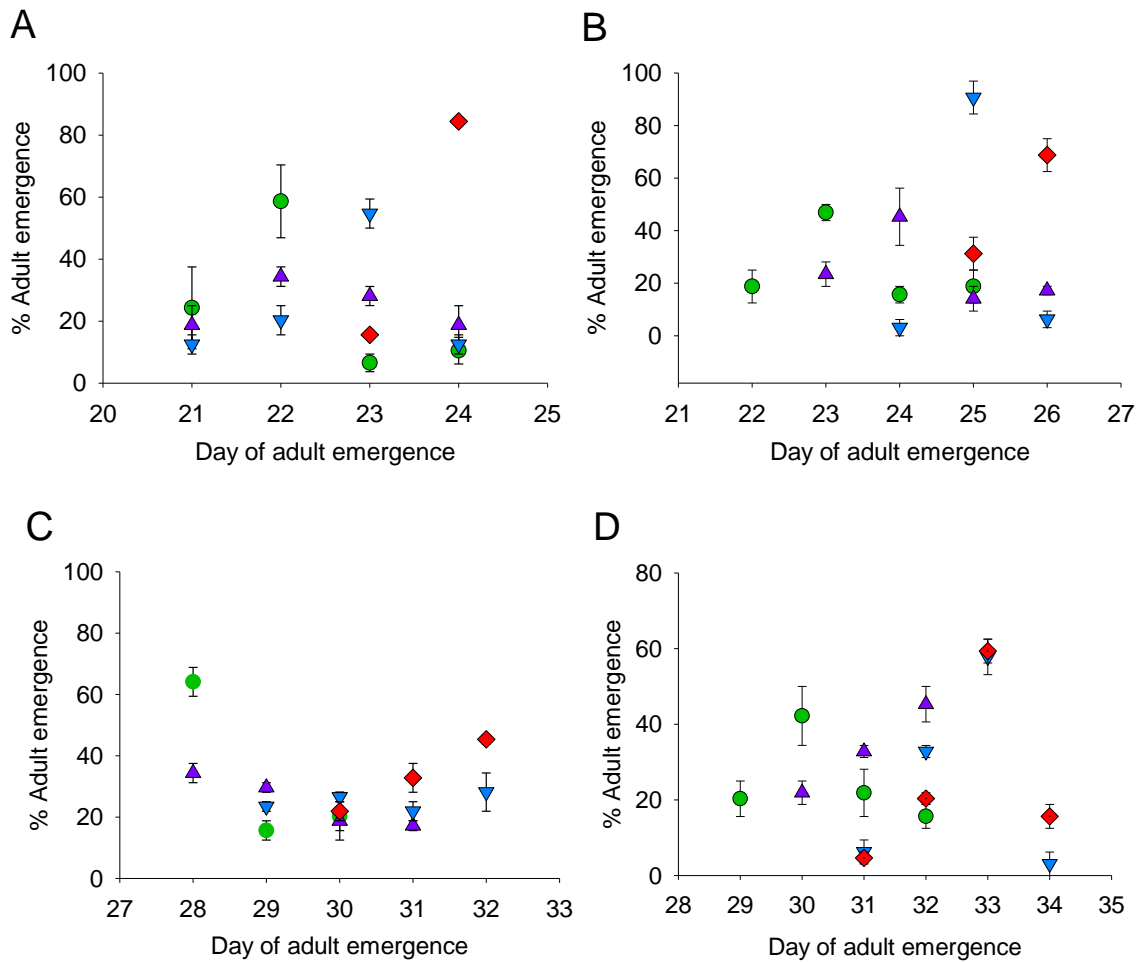 A
% Adult emergence
100
80
60
40
20
0
20 21 22 23 24 25
Day of adult emergence
B
% Adult emergence
100
80
60
40
20
0
21 22 23 24 25 26 27
Day of adult emergence
C
% Adult emergence
100
80
60
40
20
0
27 28 29 30 31 32 33
Day of adult emergence
D
% Adult emergence
80
60
40
20
0
28 29 30 31 32 33 34 35
Day of adult emergence